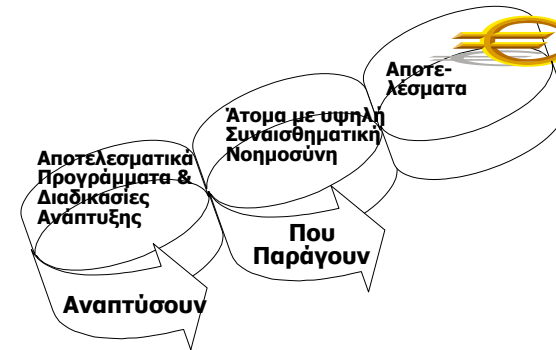 Αποτελεσματικά
Προγράμματα &
Διαδικασίες
Ανάπτυξης
Αναπτύσουν
Άτομα με υψηλή
Συναισθηματική
Νοημοσύνη
Που
Παράγουν
Αποτε-
λέσματα
€